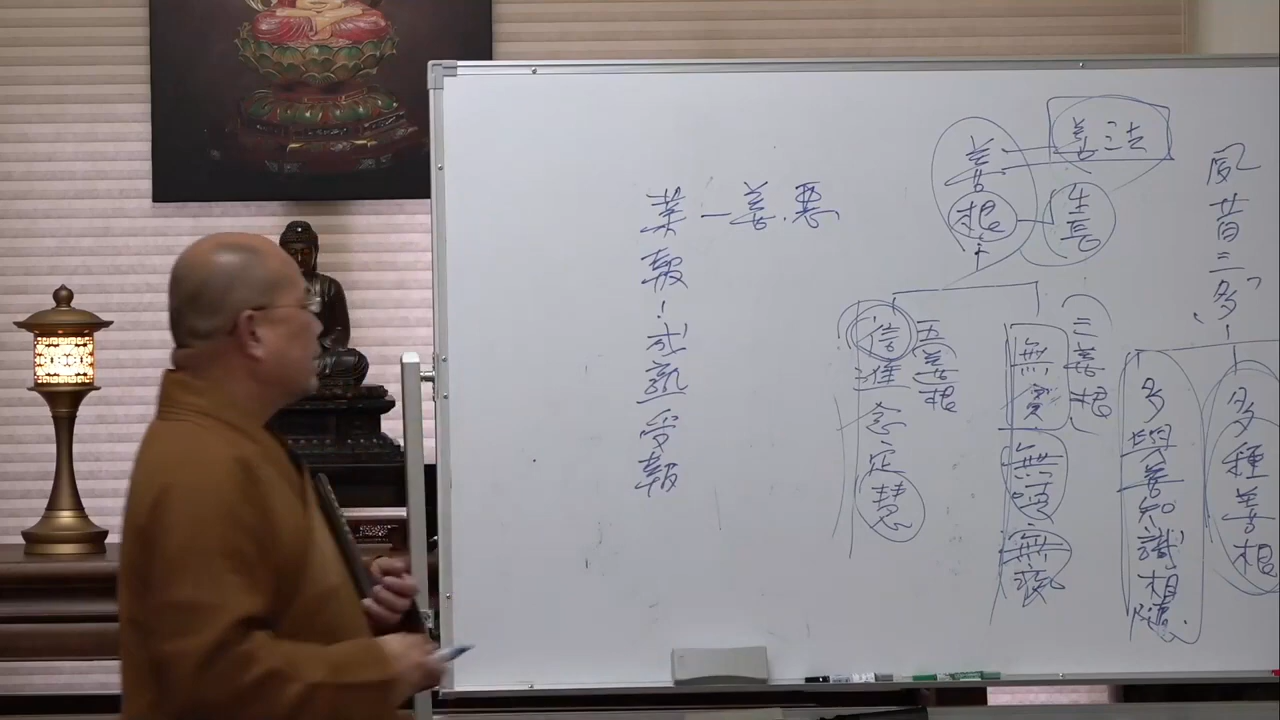 夙昔三多
多種善根
多與善知識相隨
善法
生長
善根
三善根
無貪無瞋無癡
五善根
信進念定慧
善.惡
業報-成熟受報